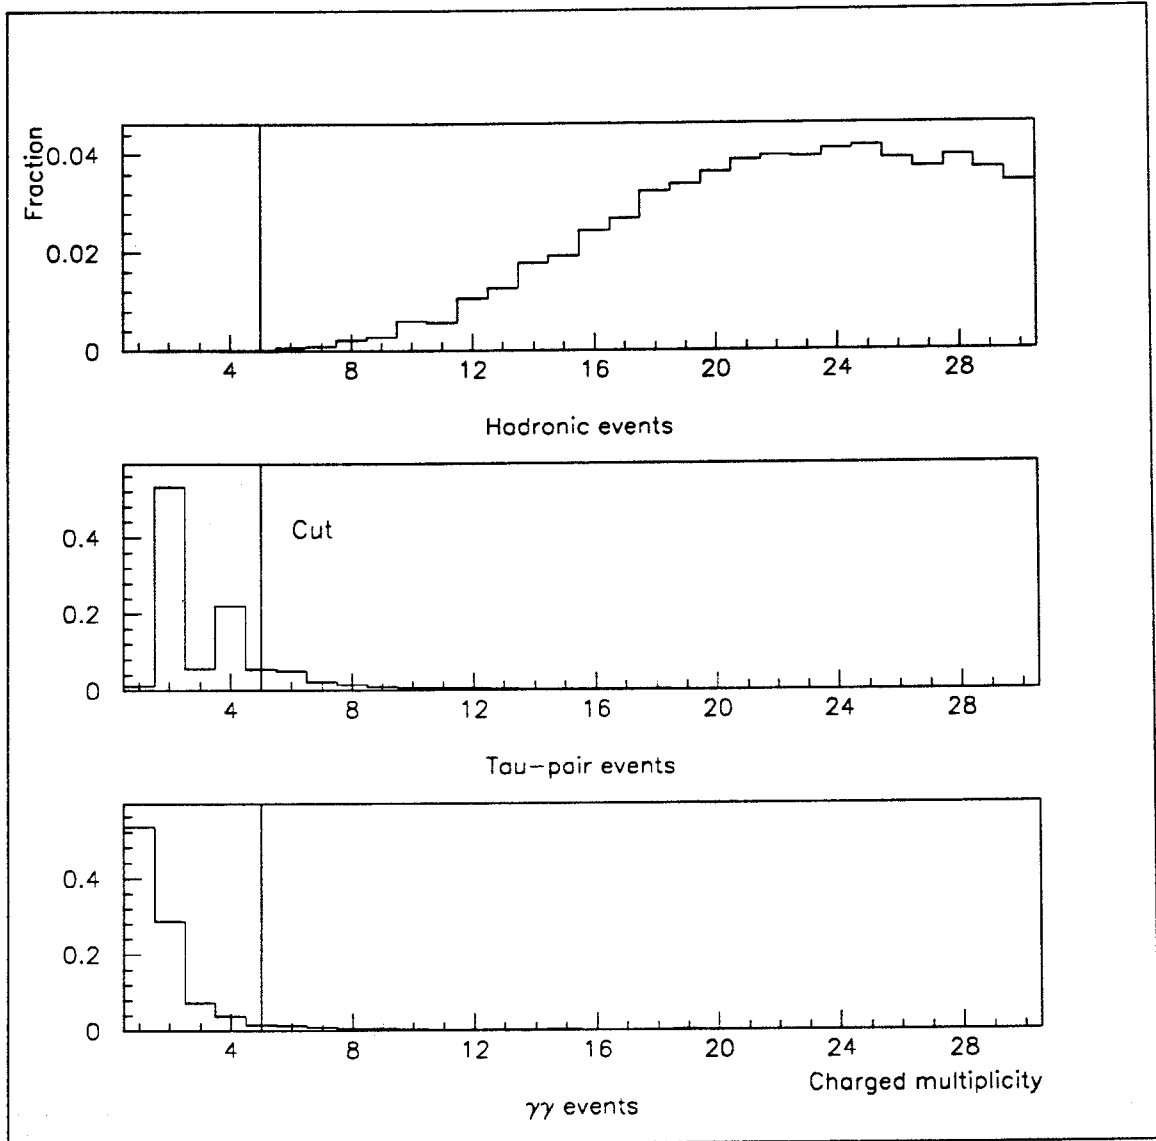 Fraction
0.04
0.02
0
4 8 12 16 20 24 28
Hadronic events
Cut
0.4
0.2
0
4 8 12 16 20 24 28
Tau-pair events
0.4
0.2
0
4 8 12 16 20 24 28
Charged multiplicity
γγ events